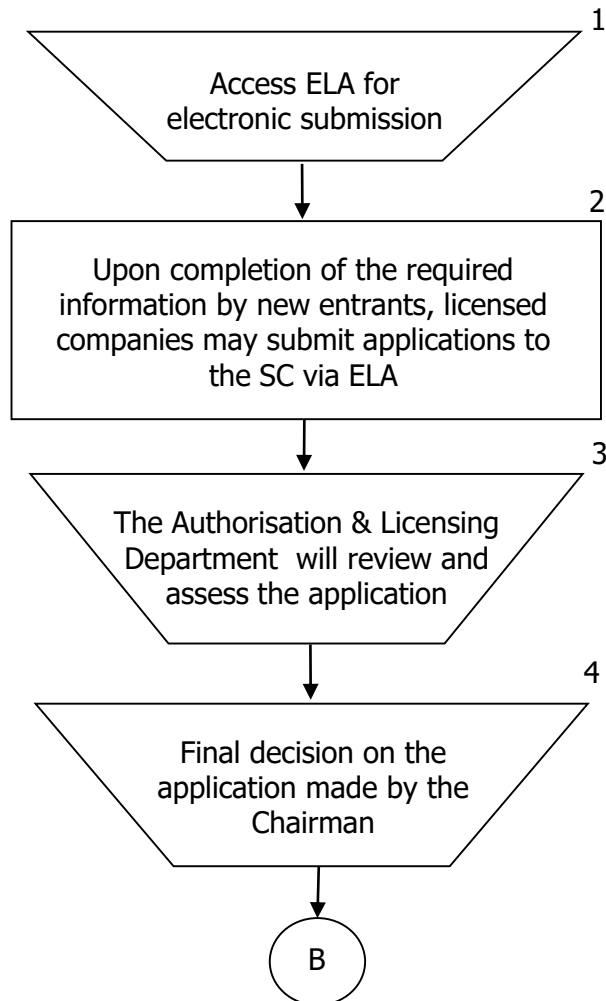 1
Access ELA for
electronic submission
2
Upon completion of the required
information by new entrants, licensed
companies may submit applications to
the SC via ELA
3
The Authorisation & Licensing
Department will review and
assess the application
4
Final decision on the
application made by the
Chairman
B